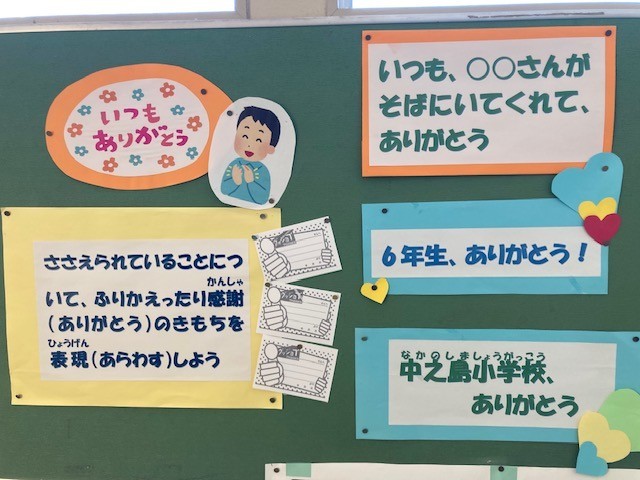 いつも
ありがとう
ささえられていることにつ
かんしゃ
いて、ふりかえったり感謝
(ありがとう)のきもちを
ひょうげん
表現(あらわす)しよう
いつも、○○さんが
そばにいてくれて、
ありがとう
6年生、ありがとう！
なかのしましょうがっこう
中之島小学校、
ありがとう